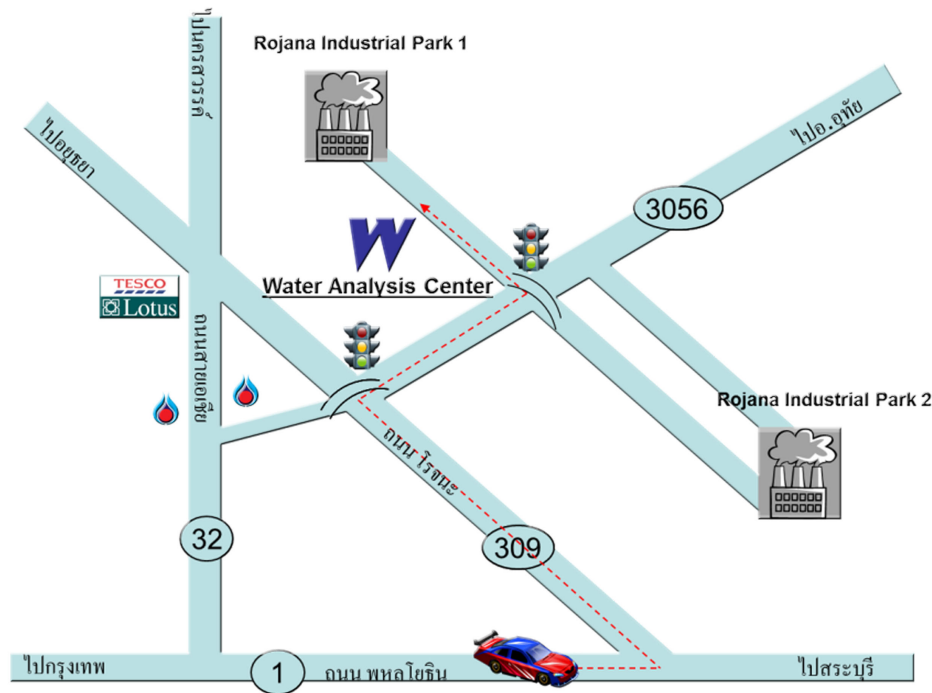 ไปนครสวรรค์
Rojana Industrial Park 1
ไปอยุธยา
ไปอ.อุทัย
3056
W
Water Analysis Center
TESCO
Lotus
ถนนสายเอเซีย
Rojana Industrial Park 2
ถนน โรจนะ
32
309
ไปกรุงเทพ
1
ถนน พหลโยธิน
ไปสระบุรี